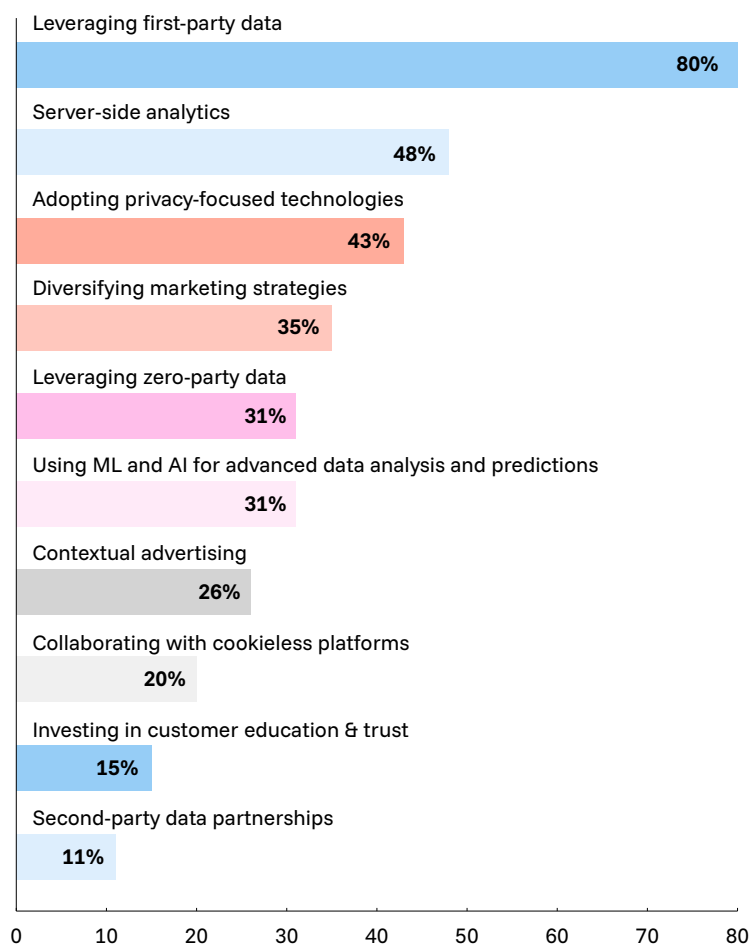 Leveraging first-party data
80%
Server-side analytics
48%
Adopting privacy-focused technologies
43%
Diversifying marketing strategies
35%
Leveraging zero-party data
31%
Using ML and AI for advanced data analysis and predictions
31%
Contextual advertising
26%
Collaborating with cookieless platforms
20%
Investing in customer education & trust
15%
Second-party data partnerships
11%
0 10 20 30 40 50 60 70 80